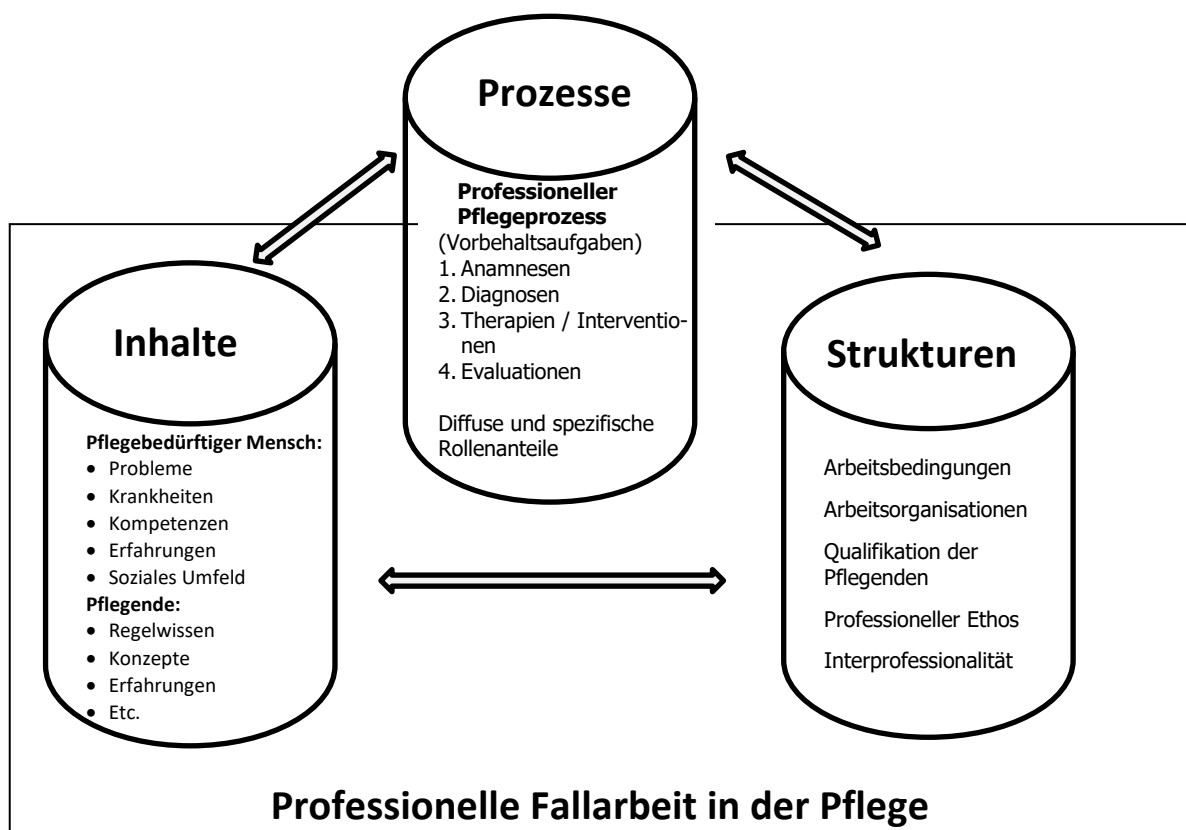 Prozesse
Professioneller
Pflegeprozess
(Vorbehaltsaufgaben)
1. Anamnesen
2. Diagnosen
3. Therapien / Interventio-
nen
4. Evaluationen
Diffuse und spezifische
Rollenanteile
Inhalte
Pflegebedürftiger Mensch:
• Probleme
• Krankheiten
• Kompetenzen
• Erfahrungen
• Soziales Umfeld
Pflegende:
• Regelwissen
• Konzepte
• Erfahrungen
• Etc.
Strukturen
Arbeitsbedingungen
Arbeitsorganisationen
Qualifikation der
Pflegenden
Professioneller Ethos
Interprofessionalität
Professionelle Fallarbeit in der Pflege